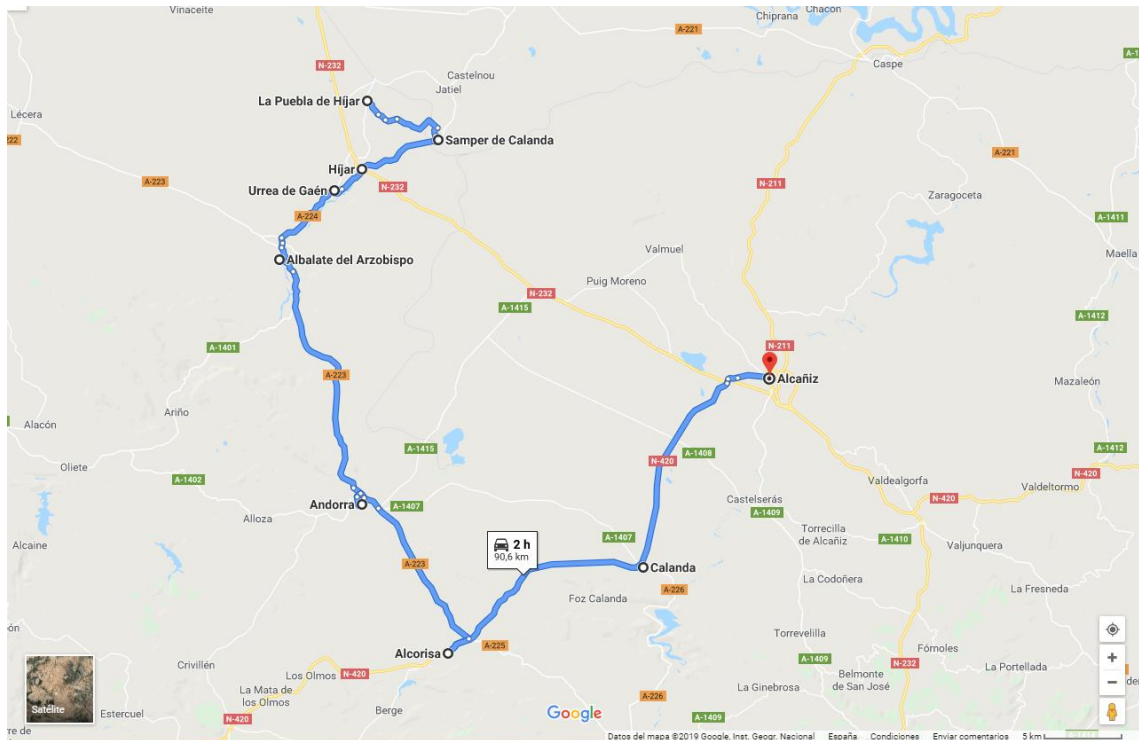 Vinaceite
Chacón
Chiprana
A-221
N-232
Castelnou
Jatiel
Caspe
A-1
La Puebla de Híjar
Lécera
222
Samper de Calanda
A-221
Híjar
A-223
N-232
N-211
Urrea de Gaén
Zaragoceta
A-224
A-1411
Valmuel
Maella
Albalate del Arzobispo
Puig Moreno
N-232
A-1415
A-1412
A-1401
N-211
A-223
Alcañiz
Mazaleón
Ariño
Alacón
A-1415
A-1408
A-1412
Oliete
N-420
A-1402
N-420
Valdealgorfa
Valdeltormo
Castelserás
N-420
Andorra
A-1407
A-1409
Alloza
Torrecilla
de Alcañiz
A-1407
A-1410
Alcaine
2 h
90,6 km
Valjunquera
A-223
Calanda
La Codoñera
A-226
La Fresneda
Foz Calanda
Torrevelilla
A-225
Fórnoles
Alcorisa
A-1409
N-232
Crivillén
Los Olmos
N-420
La Portellada
Belmonte
de San José
La Mata de
los Olmos
La Ginebrosa
A-226
Satélite
Estercuel
Berge
N-420
Google
A-1409
rre de
Datos del mapa ©2019 Google, Inst. Geogr. Nacional España Condiciones Enviar comentarios 5 km